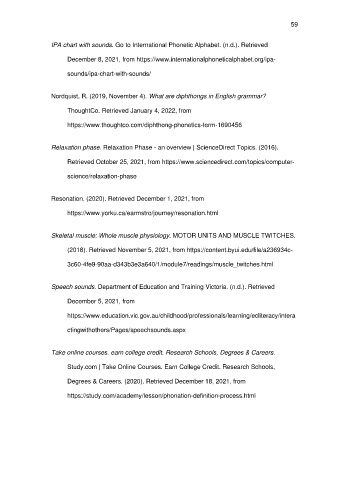 59
IPA chart with sounds. Go to International Phonetic Alphabet. (n.d.). Retrieved
December 8, 2021, from https://www.internationalphoneticalphabet.org/ipa-
sounds/ipa-chart-with-sounds/
Nordquist, R. (2019, November 4). What are diphthongs in English grammar?
ThoughtCo. Retrieved January 4, 2022, from
https://www.thoughtco.com/diphthong-phonetics-term-1690456
Relaxation phase. Relaxation Phase - an overview | ScienceDirect Topics. (2016).
Retrieved October 25, 2021, from https://www.sciencedirect.com/topics/computer-
science/relaxation-phase
Resonation. (2020). Retrieved December 1, 2021, from
https://www.yorku.ca/earmstro/journey/resonation.html
Skeletal muscle: Whole muscle physiology. MOTOR UNITS AND MUSCLE TWITCHES.
(2018). Retrieved November 5, 2021, from https://content.byui.edu/file/a236934c-
3c60-4fe9-90aa-d343b3e3a640/1/module7/readings/muscle_twitches.html
Speech sounds. Department of Education and Training Victoria. (n.d.). Retrieved
December 5, 2021, from
https://www.education.vic.gov.au/childhood/professionals/learning/ecliteracy/intera
ctingwithothers/Pages/speechsounds.aspx
Take online courses. earn college credit. Research Schools, Degrees & Careers.
Study.com | Take Online Courses. Earn College Credit. Research Schools,
Degrees & Careers. (2020). Retrieved December 18, 2021, from
https://study.com/academy/lesson/phonation-definition-process.html